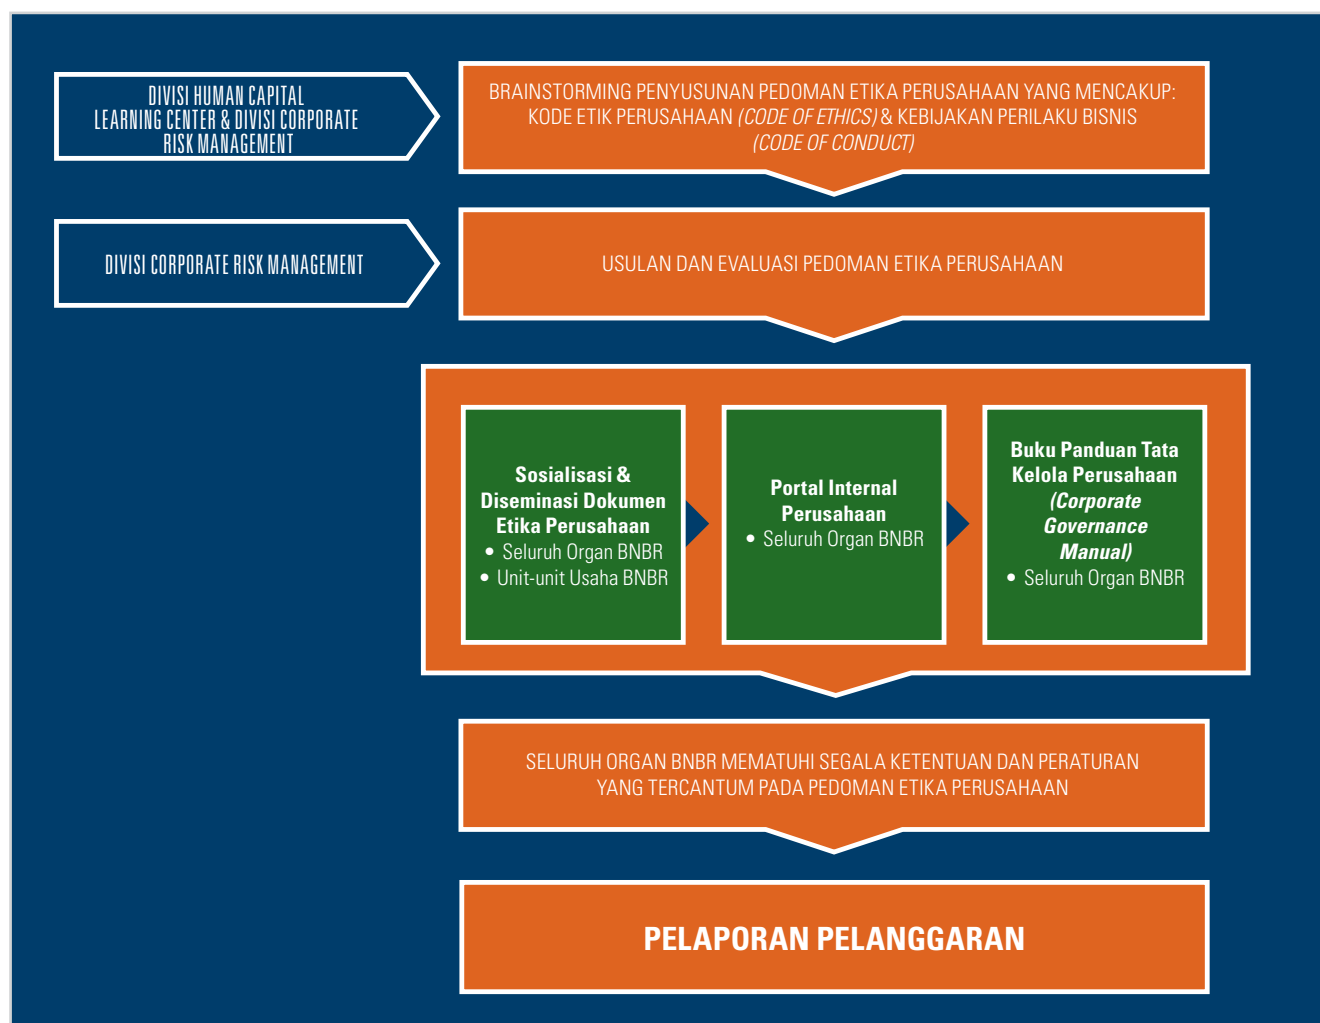 DIVISI HUMAN CAPITAL
LEARNING CENTER & DIVISI CORPORATE
RISK MANAGEMENT
BRAINSTORMING PENYUSUNAN PEDOMAN ETIKA PERUSAHAAN YANG MENCAKUP:
KODE ETIK PERUSAHAAN (CODE OF ETHICS) & KEBIJAKAN PERILAKU BISNIS
(CODE OF CONDUCT)
DIVISI CORPORATE RISK MANAGEMENT
USULAN DAN EVALUASI PEDOMAN ETIKA PERUSAHAAN
Sosialisasi &
Diseminasi Dokumen
Etika Perusahaan
• Seluruh Organ BNBR
• Unit-unit Usaha BNBR
Portal Internal
Perusahaan
• Seluruh Organ BNBR
Buku Panduan Tata
Kelola Perusahaan
(Corporate
Governance
Manual)
• Seluruh Organ BNBR
SELURUH ORGAN BNBR MEMATUHI SEGALA KETENTUAN DAN PERATURAN
YANG TERCANTUM PADA PEDOMAN ETIKA PERUSAHAAN
PELAPORAN PELANGGARAN